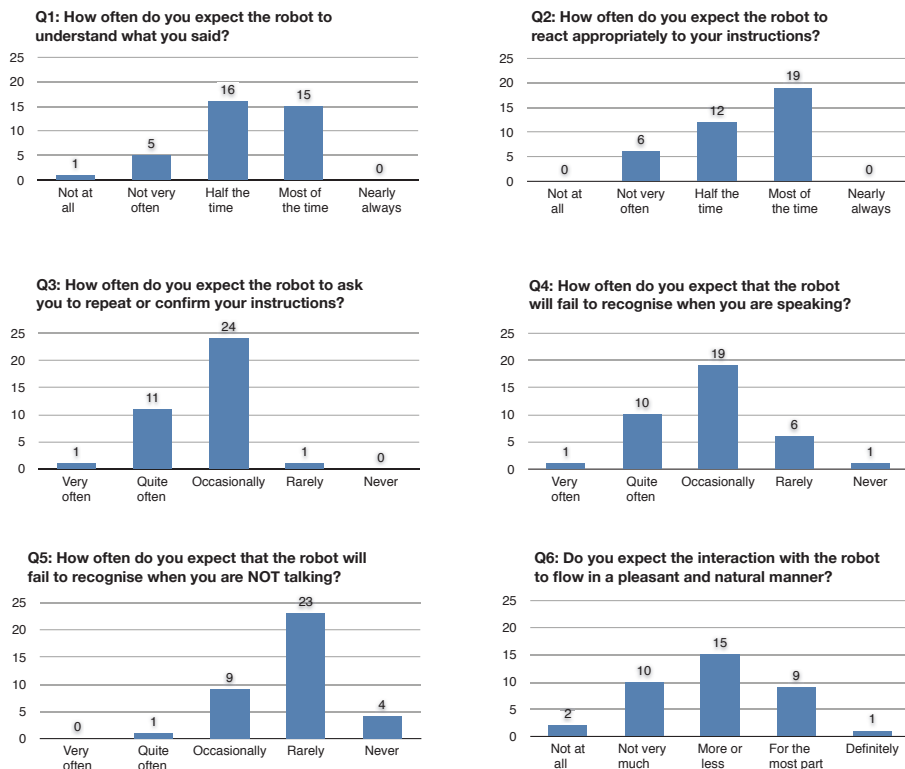 Q1: How often do you expect the robot to
understand what you said?
25
20
15
10
5
0
1
5
16
15
0
Not at all
Not very often
Half the time
Most of the time
Nearly always
Q2: How often do you expect the robot to
react appropriately to your instructions?
25
20
15
10
5
0
0
6
12
19
0
Not at all
Not very often
Half the time
Most of the time
Nearly always
Q3: How often do you expect the robot to ask
you to repeat or confirm your instructions?
25
20
15
10
5
0
1
11
24
1
0
Very often
Quite often
Occasionally
Rarely
Never
Q4: How often do you expect that the robot
will fail to recognise when you are speaking?
25
20
15
10
5
0
1
10
19
6
1
Very often
Quite often
Occasionally
Rarely
Never
Q5: How often do you expect that the robot will
fail to recognise when you are NOT talking?
25
20
15
10
5
0
0
1
9
23
4
Very often
Quite often
Occasionally
Rarely
Never
Q6: Do you expect the interaction with the robot
to flow in a pleasant and natural manner?
25
20
15
10
5
0
2
10
15
9
1
Not at all
Not very much
More or less
For the most part
Definitely